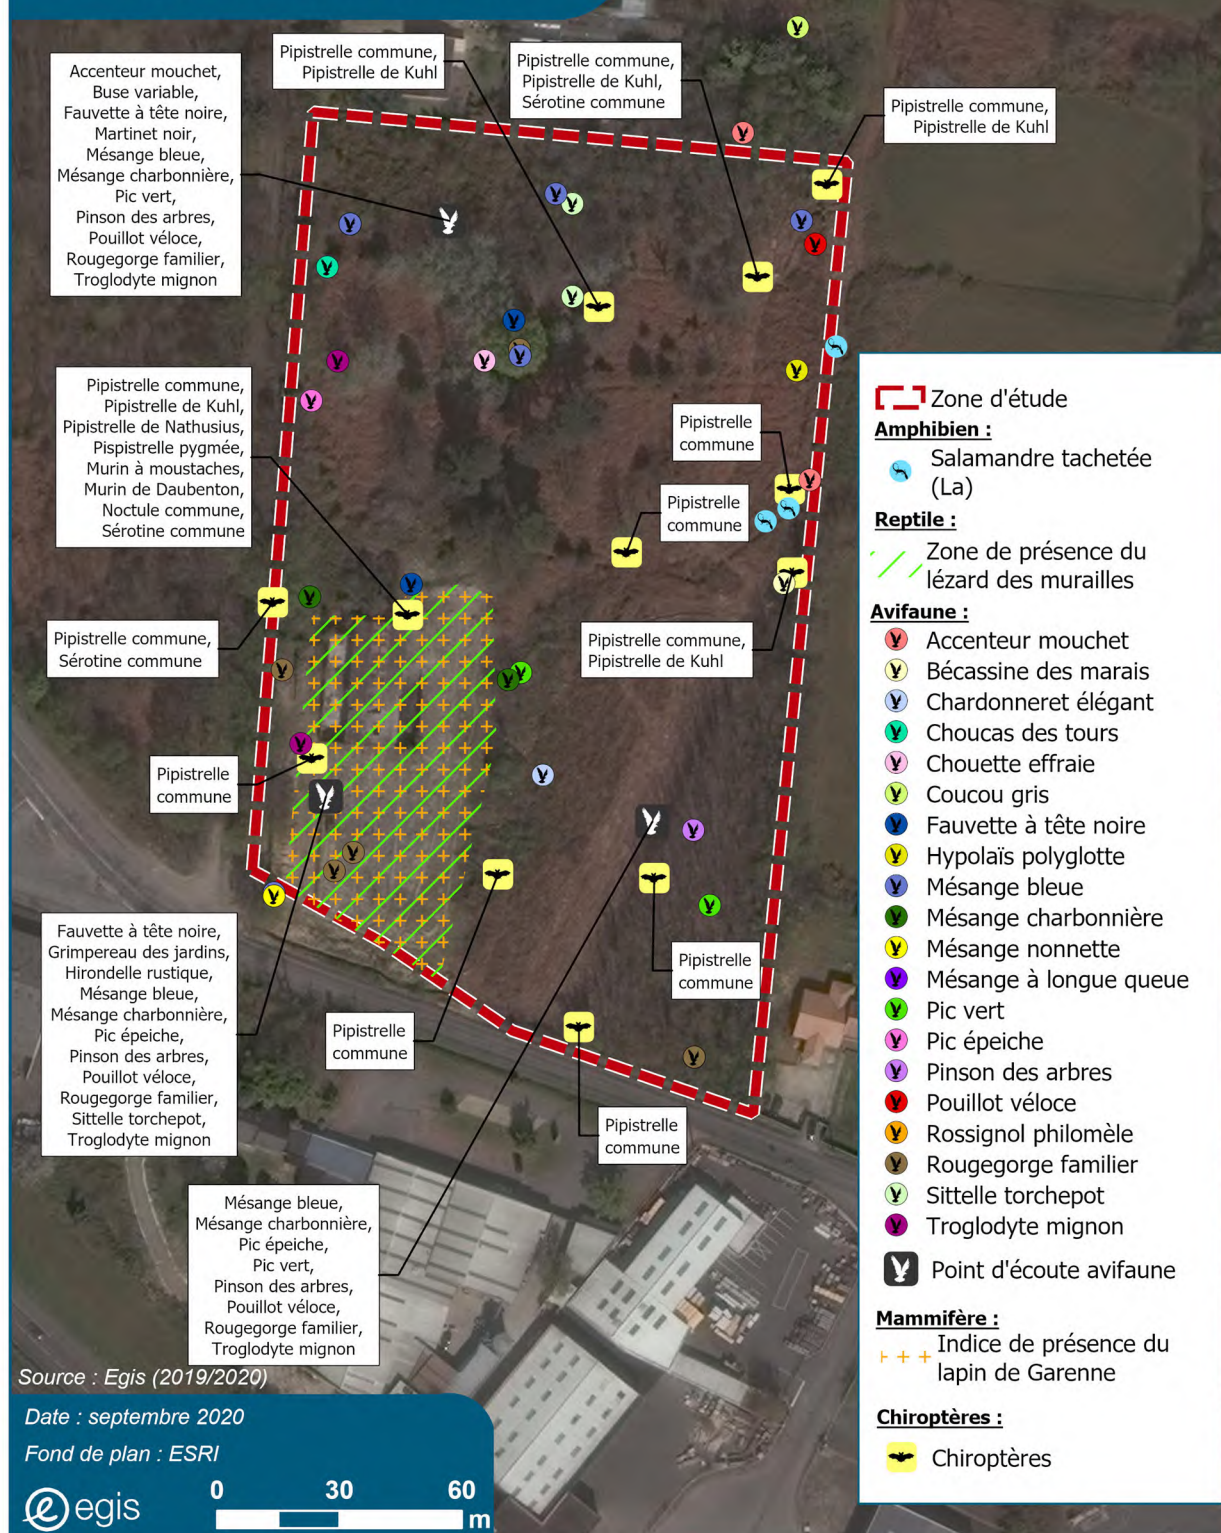 Pipistrelle commune,
Pipistrelle de Kuhl
Pipistrelle commune,
Pipistrelle de Kuhl,
Sérotine commune
Accenteur mouchet,
Buse variable,
Fauvette à tête noire,
Martinet noir,
Mésange bleue,
Mésange charbonnière,
Pic vert,
Pinson des arbres,
Pouillot véloce,
Rougegorge familier,
Troglodyte mignon
Pipistrelle commune,
Pipistrelle de Kuhl
Pipistrelle commune,
Pipistrelle de Kuhl,
Pipistrelle de Nathusius,
Pispistrelle pygmée,
Murin à moustaches,
Murin de Daubenton,
Noctule commune,
Sérotine commune
Pipistrelle
commune
Pipistrelle
commune
Pipistrelle commune,
Sérotine commune
Pipistrelle commune,
Pipistrelle de Kuhl
Pipistrelle
commune
Fauvette à tête noire,
Grimpereau des jardins,
Hirondelle rustique,
Mésange bleue,
Mésange charbonnière,
Pic épeiche,
Pinson des arbres,
Pouillot véloce,
Rougegorge familier,
Sittelle torchepot,
Troglodyte mignon
Pipistrelle
commune
Pipistrelle
commune
Pipistrelle
commune
Mésange bleue,
Mésange charbonnière,
Pic épeiche,
Pic vert,
Pinson des arbres,
Pouillot véloce,
Rougegorge familier,
Troglodyte mignon
Zone d'étude
Amphibien :
Salamandre tachetée
(La)
Reptile :
Zone de présence du
lézard des murailles
Avifaune :
Accenteur mouchet
Bécassine des marais
Chardonneret élégant
Choucas des tours
Chouette effraie
Coucou gris
Fauvette à tête noire
Hypolaïs polyglotte
Mésange bleue
Mésange charbonnière
Mésange nonnette
Mésange à longue queue
Pic vert
Pic épeiche
Pinson des arbres
Pouillot véloce
Rossignol philomèle
Rougegorge familier
Sittelle torchepot
Troglodyte mignon
Point d'écoute avifaune
Mammifère :
Indice de présence du
lapin de Garenne
Chiroptères :
Chiroptères
Source : Egis (2019/2020)
Date : septembre 2020
Fond de plan : ESRI
egis
0 30 60
m